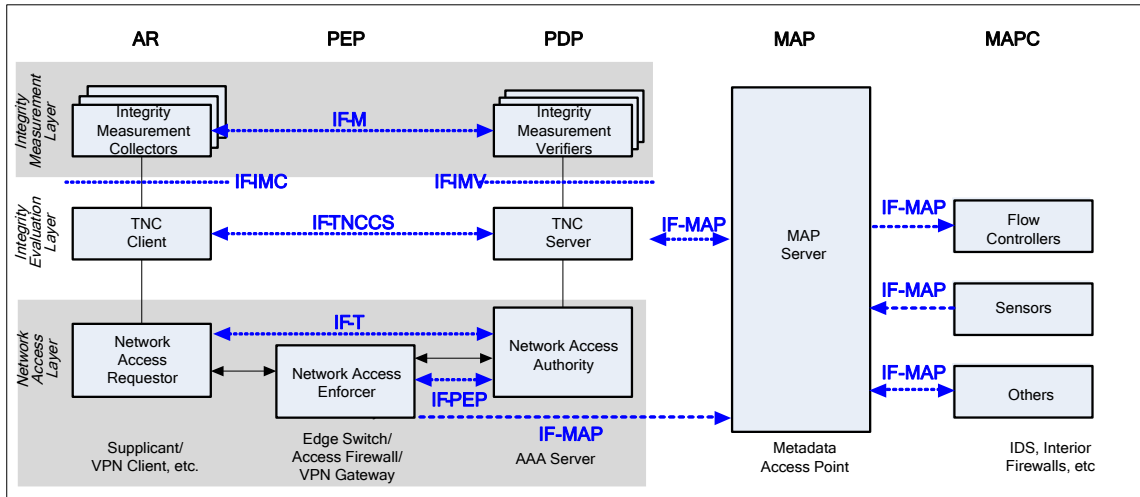 AR
PEP
PDP
MAP
MAPC
Integrity
Measurement
Layer
Integrity
Measurement
Collectors
IF-M
Integrity
Measurement
Verifiers
IF-IMC
IF-IMV
Integrity
Evaluation
Layer
TNC
Client
IF-TNCCS
TNC
Server
IF-MAP
MAP
Server
IF-MAP
Flow
Controllers
IF-MAP
Sensors
IF-MAP
Others
Network
Access
Layer
Network
Access
Requestor
IF-T
Network Access
Enforcer
IF-PEP
Network Access
Authority
IF-MAP
Supplicant/
VPN Client, etc.
Edge Switch/
Access Firewall/
VPN Gateway
AAA Server
Metadata
Access Point
IDS, Interior
Firewalls, etc